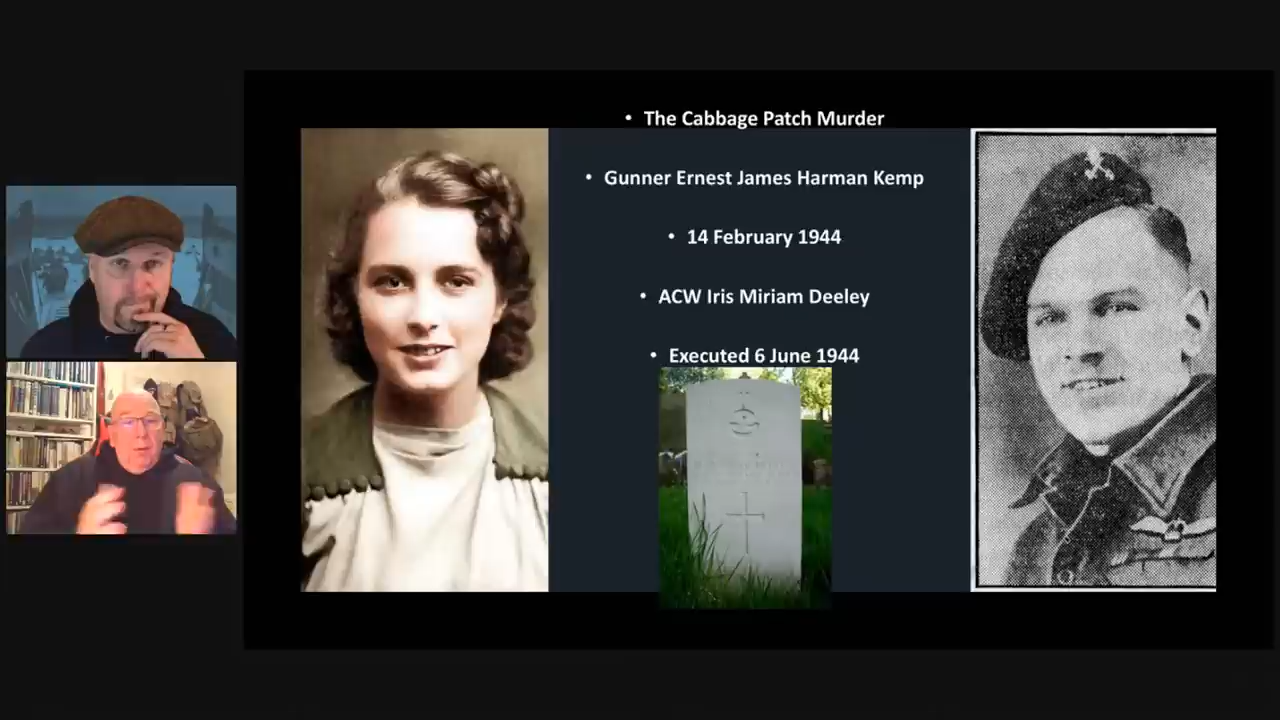 • The Cabbage Patch Murder
• Gunner Ernest James Harman Kemp
• 14 February 1944
• ACW Iris Miriam Deeley
• Executed 6 June 1944